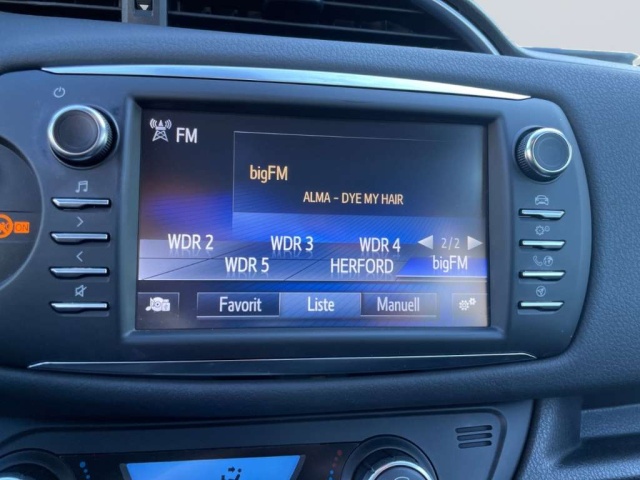 FM
bigFM
ALMA - DYE MY HAIR
WDR 2 WDR 3 WDR 4 2/2
WDR 5 HERFORD bigFM
Favorit Liste Manuell
ON